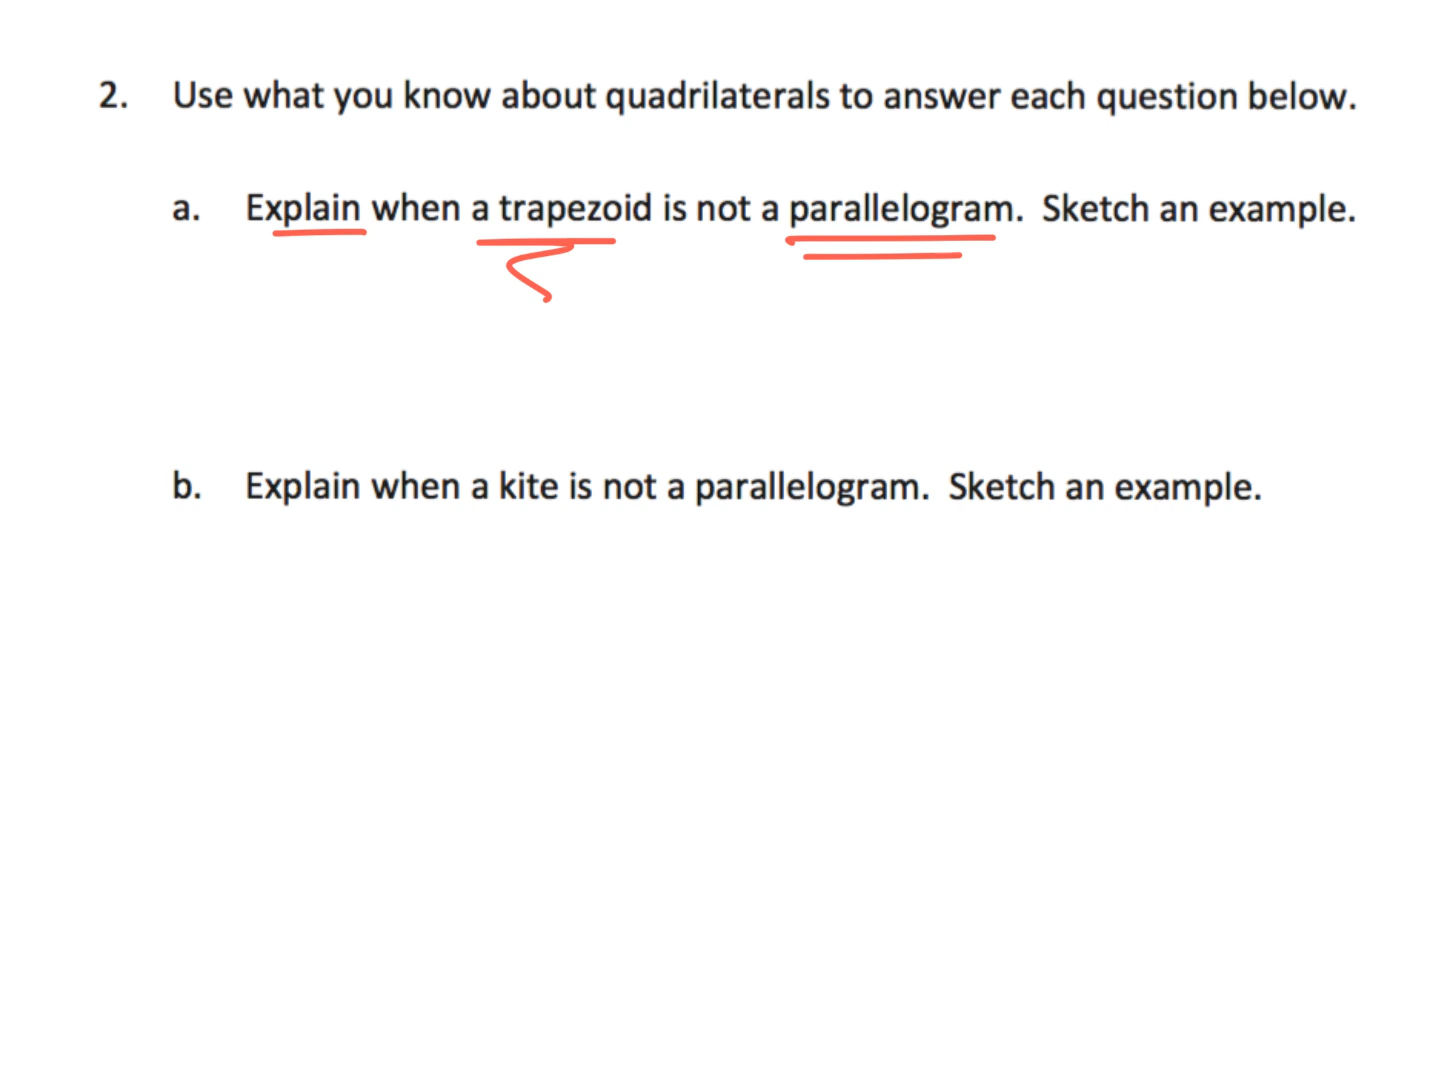 2. Use what you know about quadrilaterals to answer each question below.
a. Explain when a trapezoid is not a parallelogram. Sketch an example.
b. Explain when a kite is not a parallelogram. Sketch an example.